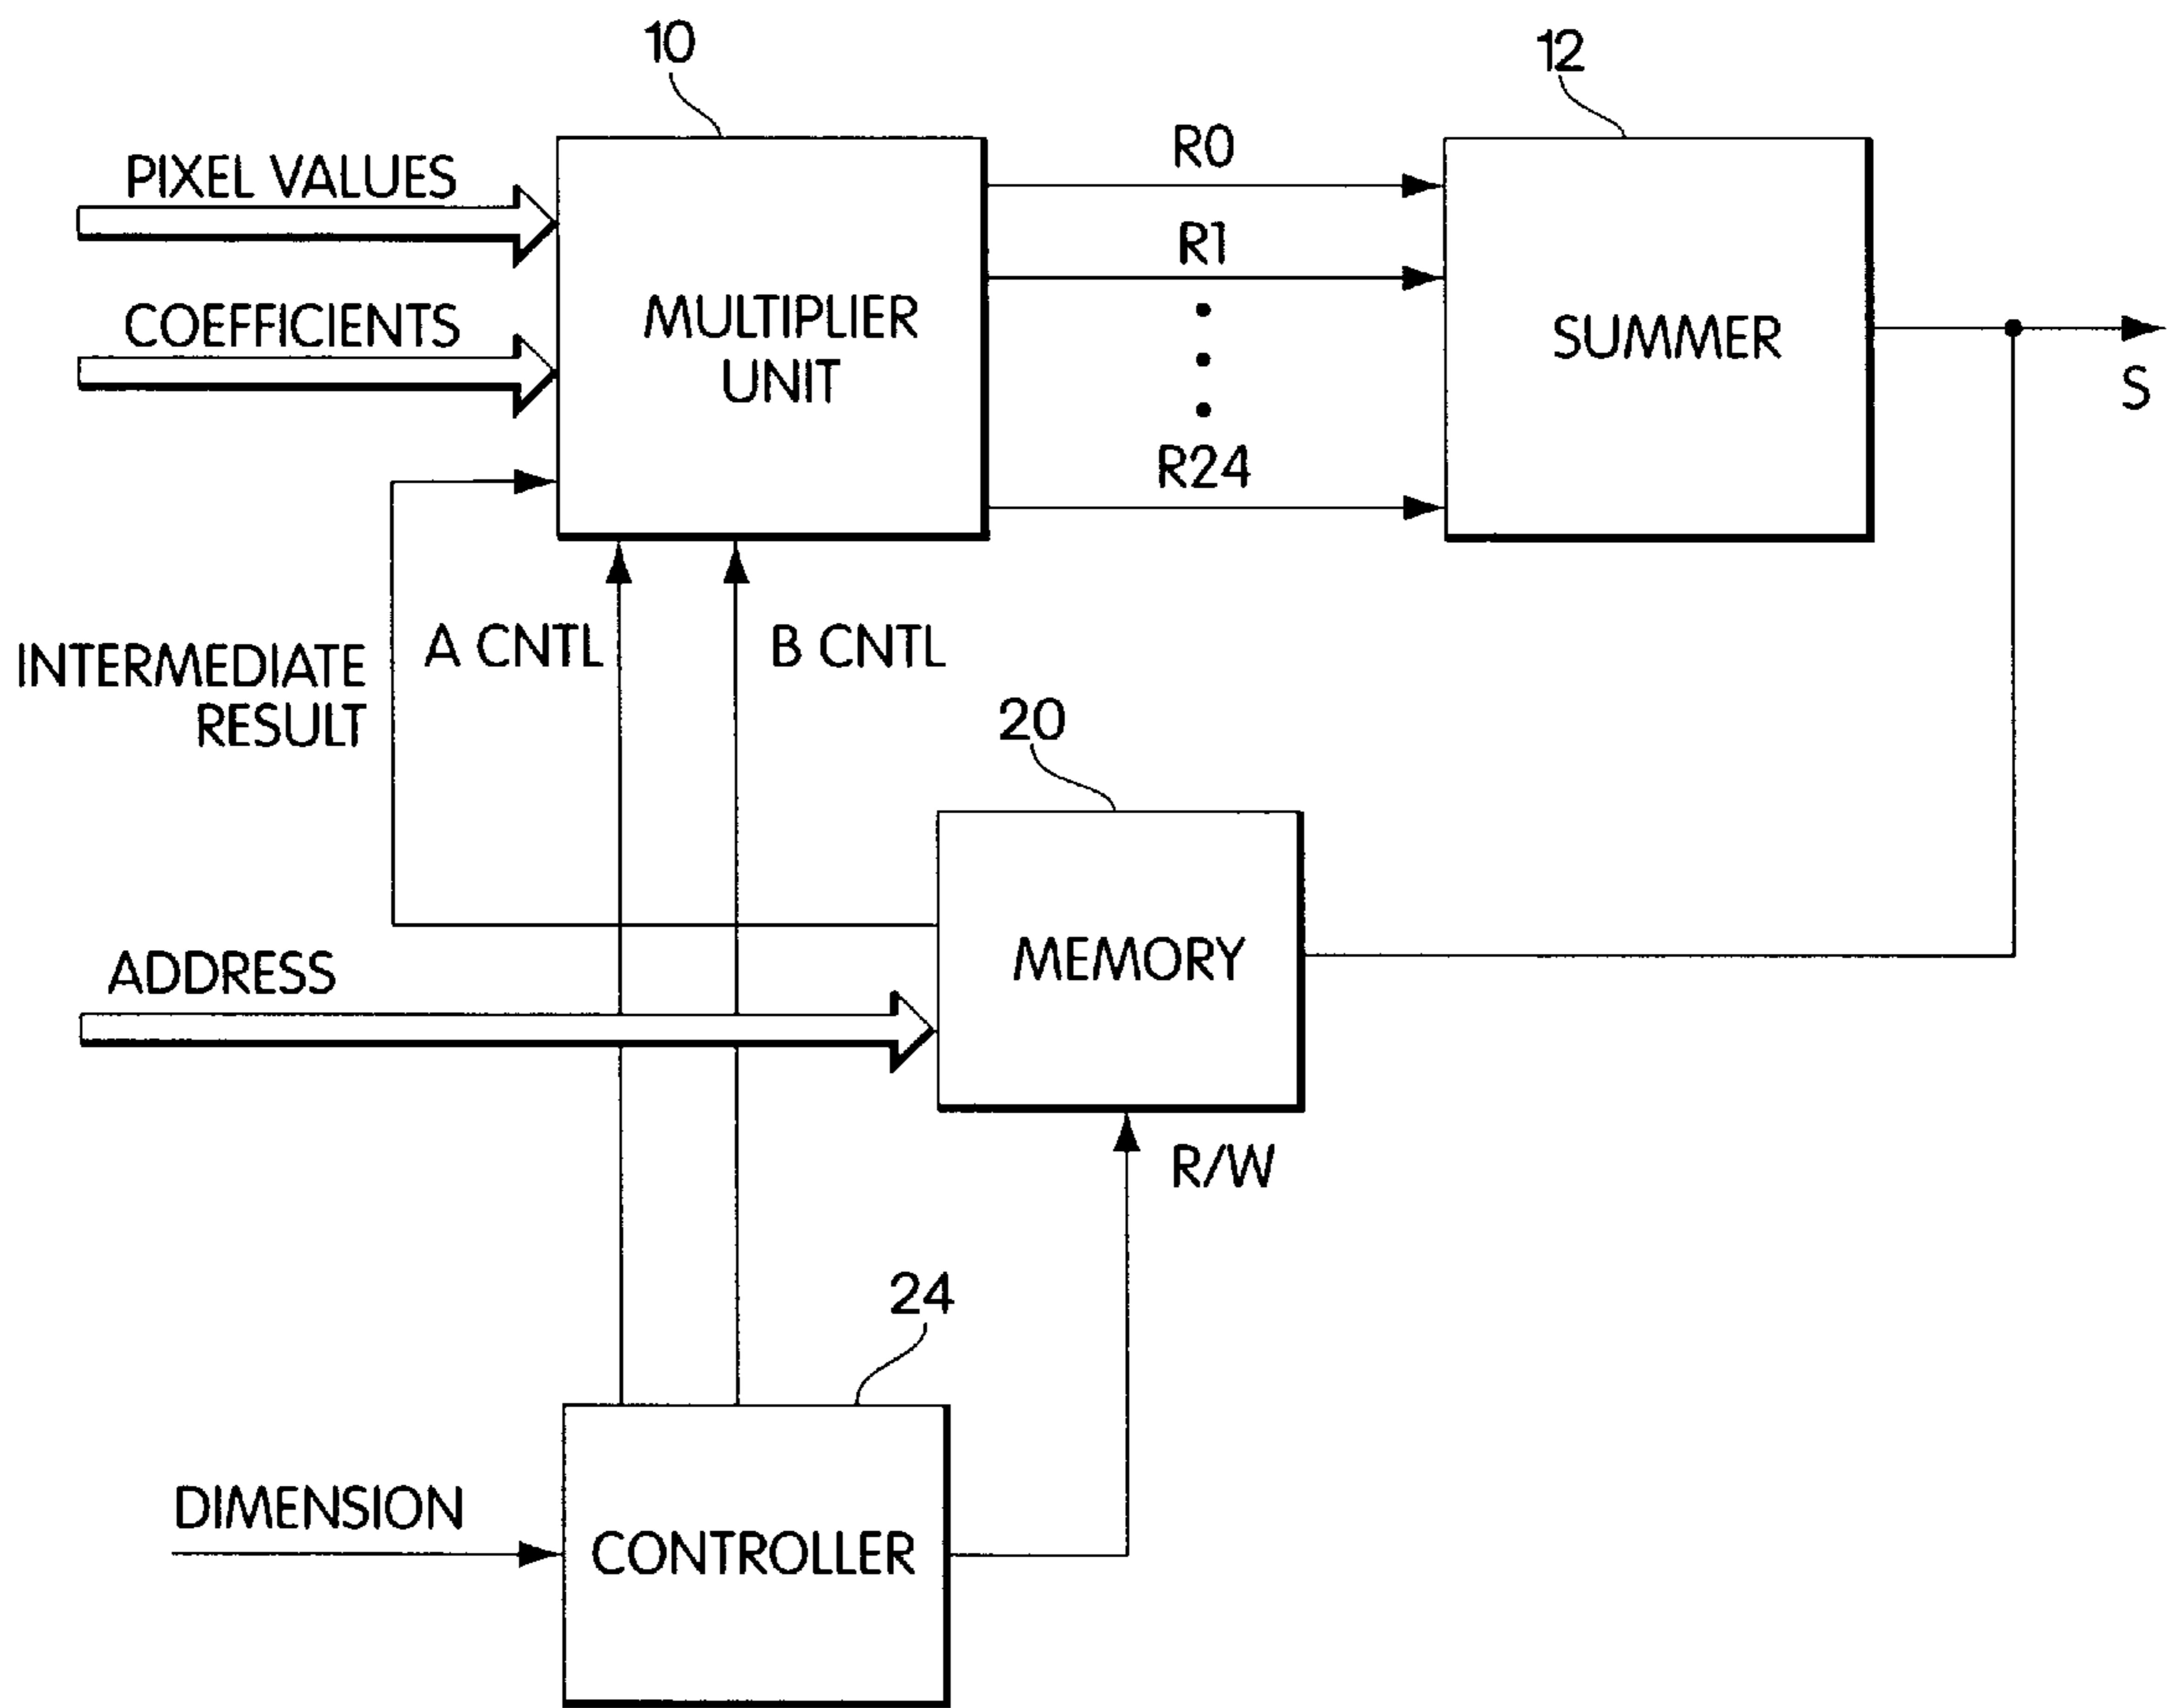 10
12
PIXEL VALUES
R0
R1
COEFFICIENTS
MULTIPLIER
UNIT
SUMMER
S
R24
A CNTL
B CNTL
INTERMEDIATE
RESULT
20
MEMORY
ADDRESS
R/W
24
DIMENSION
CONTROLLER